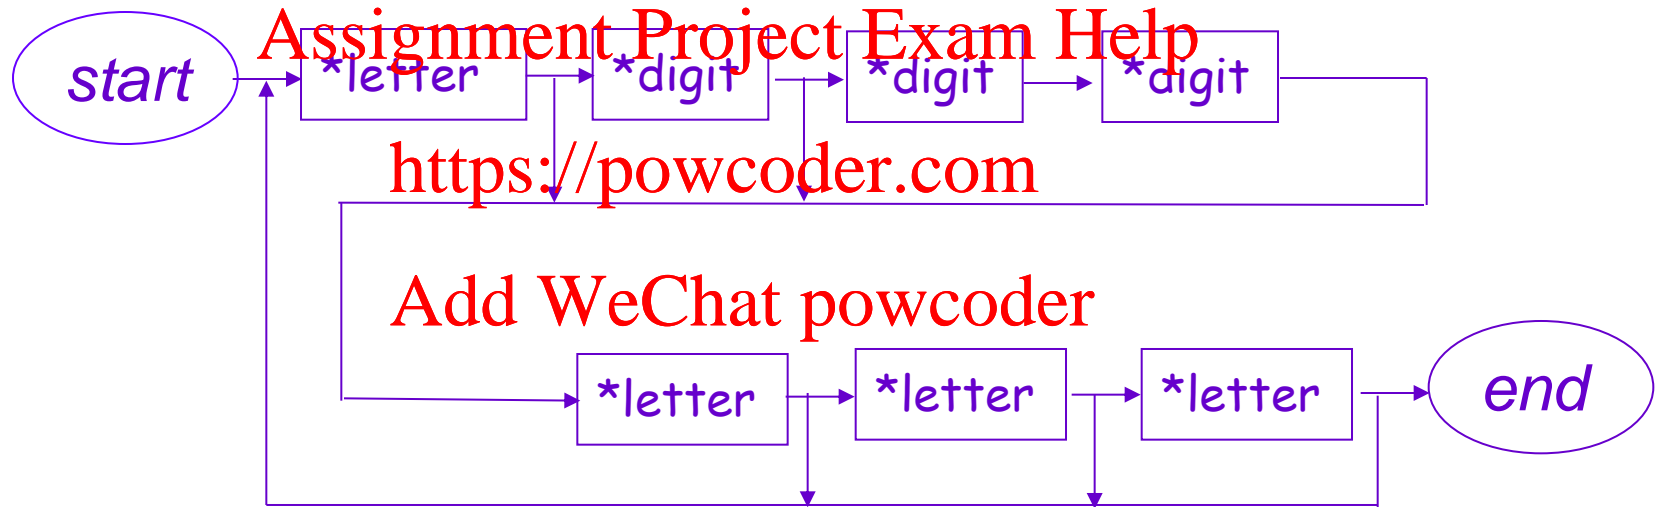 Assignment Project Exam Help
start *letter *digit *digit *digit
https://powcoder.com
Add WeChat powcoder
*letter *letter *letter end